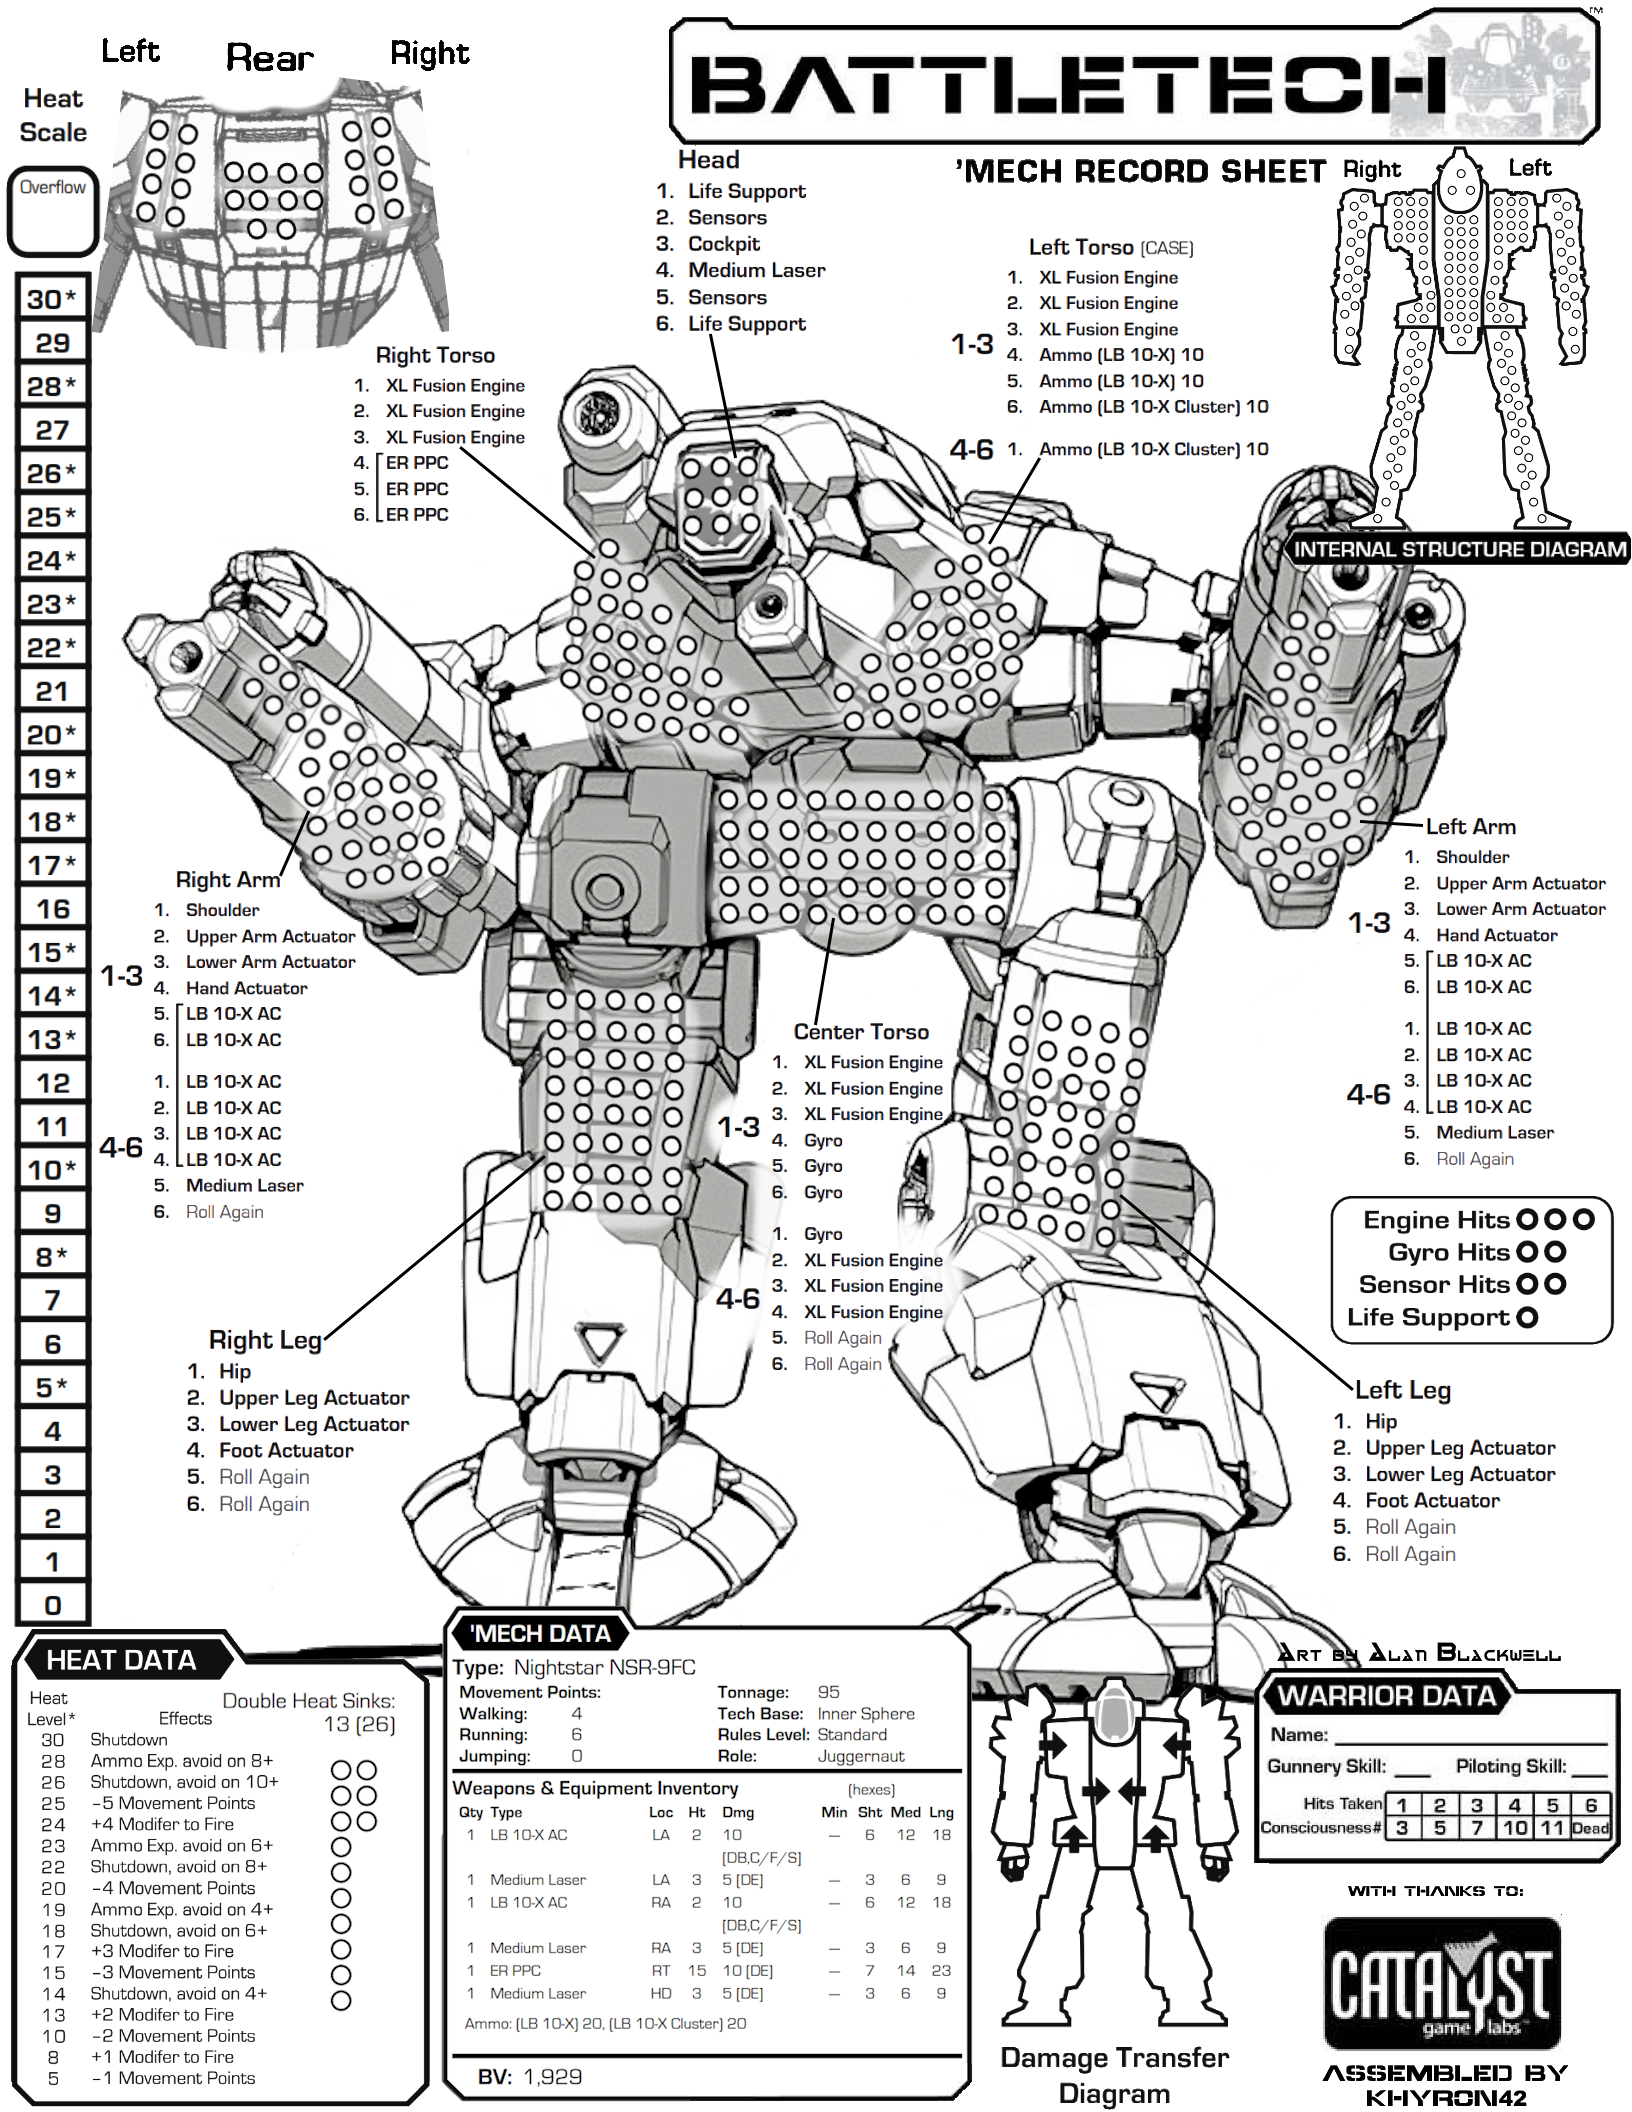 Left Rear Right
BATTLETECH™
'MECH RECORD SHEET
Heat
Scale
Overflow
30*
29
28*
27
26*
25*
24*
23*
22*
21
20*
19*
18*
17*
16
15*
14*
13*
12
11
10*
9
8*
7
6
5*
4
3
2
1
0
Head
1. Life Support
2. Sensors
3. Cockpit
4. Medium Laser
5. Sensors
6. Life Support
Right Left
INTERNAL STRUCTURE DIAGRAM
Left Torso (CASE)
1-3
1. XL Fusion Engine
2. XL Fusion Engine
3. XL Fusion Engine
4. Ammo (LB 10-X) 10
5. Ammo (LB 10-X) 10
6. Ammo (LB 10-X Cluster) 10
4-6 1. Ammo (LB 10-X Cluster) 10
Right Torso
1. XL Fusion Engine
2. XL Fusion Engine
3. XL Fusion Engine
4. ER PPC
5. ER PPC
6. ER PPC
Right Arm
1-3
1. Shoulder
2. Upper Arm Actuator
3. Lower Arm Actuator
4. Hand Actuator
5. LB 10-X AC
6. LB 10-X AC
4-6
1. LB 10-X AC
2. LB 10-X AC
3. LB 10-X AC
4. LB 10-X AC
5. Medium Laser
6. Roll Again
Left Arm
1-3
1. Shoulder
2. Upper Arm Actuator
3. Lower Arm Actuator
4. Hand Actuator
5. LB 10-X AC
6. LB 10-X AC
4-6
1. LB 10-X AC
2. LB 10-X AC
3. LB 10-X AC
4. LB 10-X AC
5. Medium Laser
6. Roll Again
Center Torso
1-3
1. XL Fusion Engine
2. XL Fusion Engine
3. XL Fusion Engine
4. Gyro
5. Gyro
6. Gyro
4-6
1. Gyro
2. XL Fusion Engine
3. XL Fusion Engine
4. XL Fusion Engine
5. Roll Again
6. Roll Again
Engine Hits
Gyro Hits
Sensor Hits
Life Support
Right Leg
1. Hip
2. Upper Leg Actuator
3. Lower Leg Actuator
4. Foot Actuator
5. Roll Again
6. Roll Again
Left Leg
1. Hip
2. Upper Leg Actuator
3. Lower Leg Actuator
4. Foot Actuator
5. Roll Again
6. Roll Again
HEAT DATA
Heat
Level* Effects
Double Heat Sinks:
13 (26)
30 Shutdown
28 Ammo Exp. avoid on 8+
26 Shutdown, avoid on 10+
25 -5 Movement Points
24 +4 Modifer to Fire
23 Ammo Exp. avoid on 6+
22 Shutdown, avoid on 8+
20 -4 Movement Points
19 Ammo Exp. avoid on 4+
18 Shutdown, avoid on 6+
17 +3 Modifer to Fire
15 -3 Movement Points
14 Shutdown, avoid on 4+
13 +2 Modifer to Fire
10 -2 Movement Points
8 +1 Modifer to Fire
5 -1 Movement Points
'MECH DATA
Type: Nightstar NSR-9FC
Movement Points: Tonnage: 95
Walking: 4 Tech Base: Inner Sphere
Running: 6 Rules Level: Standard
Jumping: 0 Role: Juggernaut
Weapons & Equipment Inventory (hexes)
Qty Type Loc Ht Dmg Min Sht Med Lng
1 LB 10-X AC LA 2 10 — 6 12 18
[DB,C/F/S]
1 Medium Laser LA 3 5 [DE] — 3 6 9
1 LB 10-X AC RA 2 10 — 6 12 18
[DB,C/F/S]
1 Medium Laser RA 3 5 [DE] — 3 6 9
1 ER PPC RT 15 10 [DE] — 7 14 23
1 Medium Laser HD 3 5 [DE] — 3 6 9
Ammo: (LB 10-X) 20, (LB 10-X Cluster) 20
BV: 1,929
Damage Transfer
Diagram
Art by Alan Blackwell
WARRIOR DATA
Name:
Gunnery Skill: Piloting Skill:
Hits Taken 1 2 3 4 5 6
Consciousness# 3 5 7 10 11 Dead
WITH THANKS TO:
CATALYST
game labs™
ASSEMBLED BY
KHYRON42